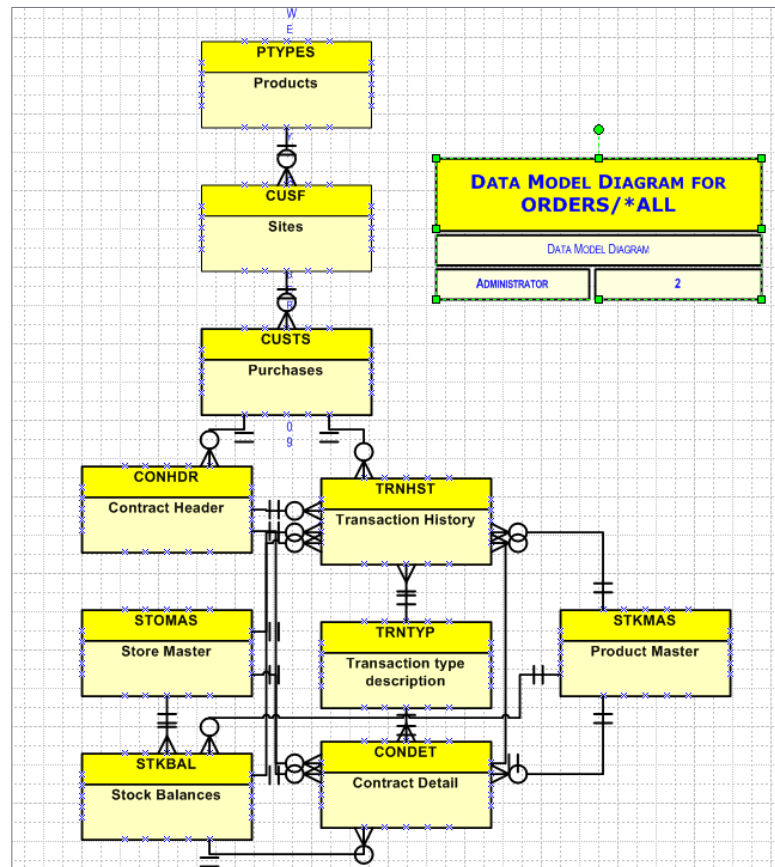 W
E
PTYPES
Products
CUSF
Sites
CUSTS
Purchases
0
9
DATA MODEL DIAGRAM FOR
ORDERS/*ALL
DATA MODEL DIAGRAM
ADMINISTRATOR
2
CONHDR
Contract Header
TRNHST
Transaction History
STOMAS
Store Master
TRNTYP
Transaction type
description
STKMAS
Product Master
STKBAL
Stock Balances
CONDET
Contract Detail